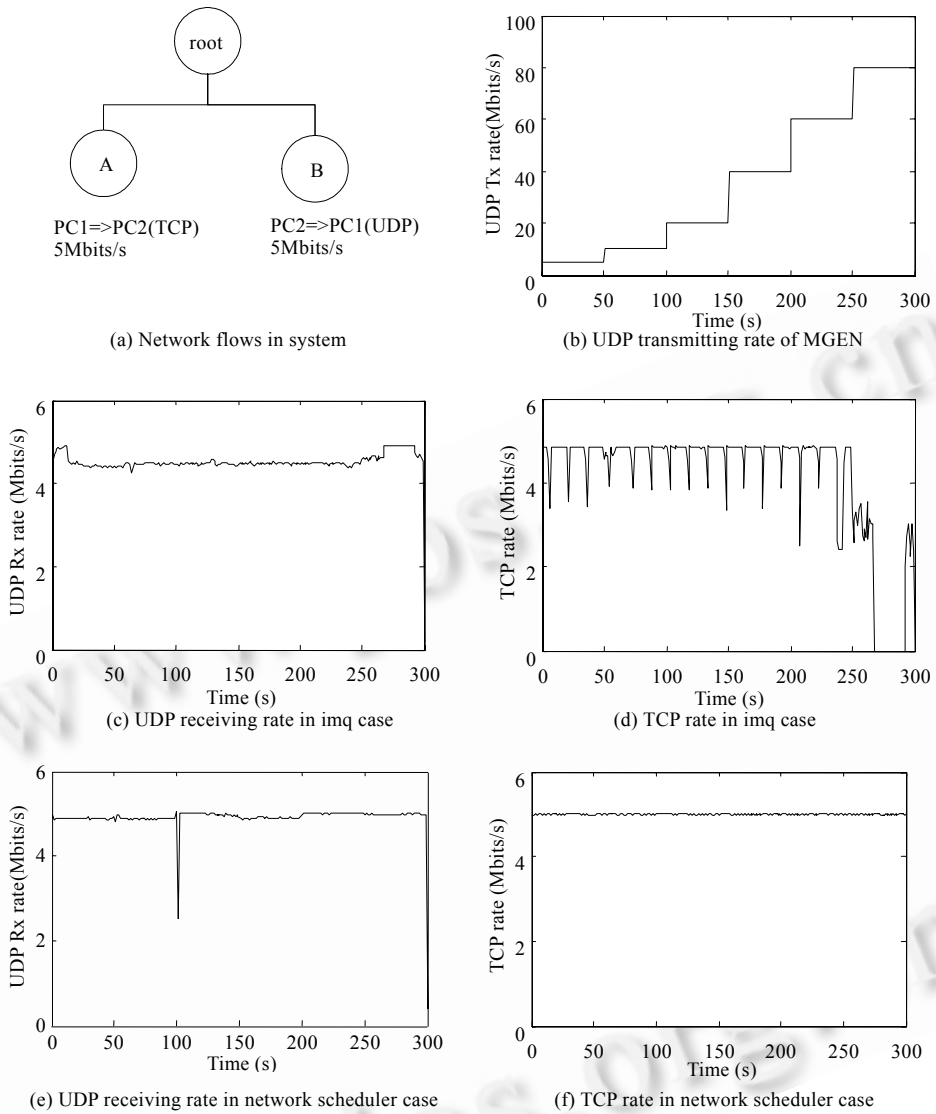 root
A
B
PC1=>PC2(TCP)
5Mbits/s
PC2=>PC1(UDP)
5Mbits/s
(a) Network flows in system
UDP Tx rate(Mbits/s)
100
80
60
40
20
0
0 50 100 150 200 250 300
Time (s)
(b) UDP transmitting rate of MGEN
UDP Rx rate (Mbits/s)
6
4
2
0
0 50 100 150 200 250 300
Time (s)
(c) UDP receiving rate in imq case
TCP rate (Mbits/s)
6
4
2
0
0 50 100 150 200 250 300
Time (s)
(d) TCP rate in imq case
UDP Rx rate(Mbits/s)
6
4
2
0
0 50 100 150 200 250 300
Time (s)
(e) UDP receiving rate in network scheduler case
TCP rate (Mbits/s)
6
4
2
0
0 50 100 150 200 250 300
Time (s)
(f) TCP rate in network scheduler case